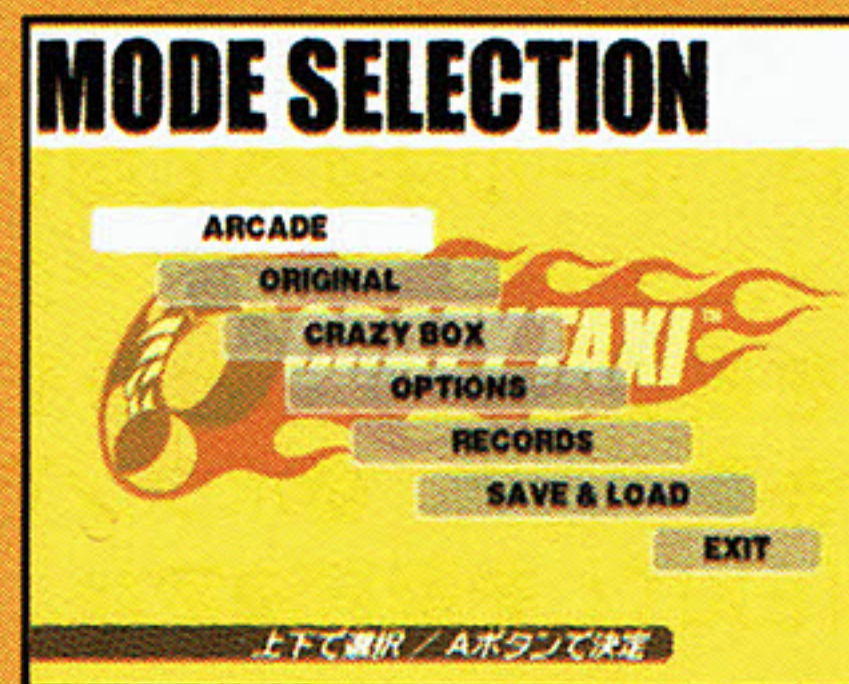 MODE SELECTION
ARCADE
ORIGINAL
CRAZY BOX
TAXI™
OPTIONS
RECORDS
SAVE & LOAD
EXIT
上下で選択 / Aボタンで決定